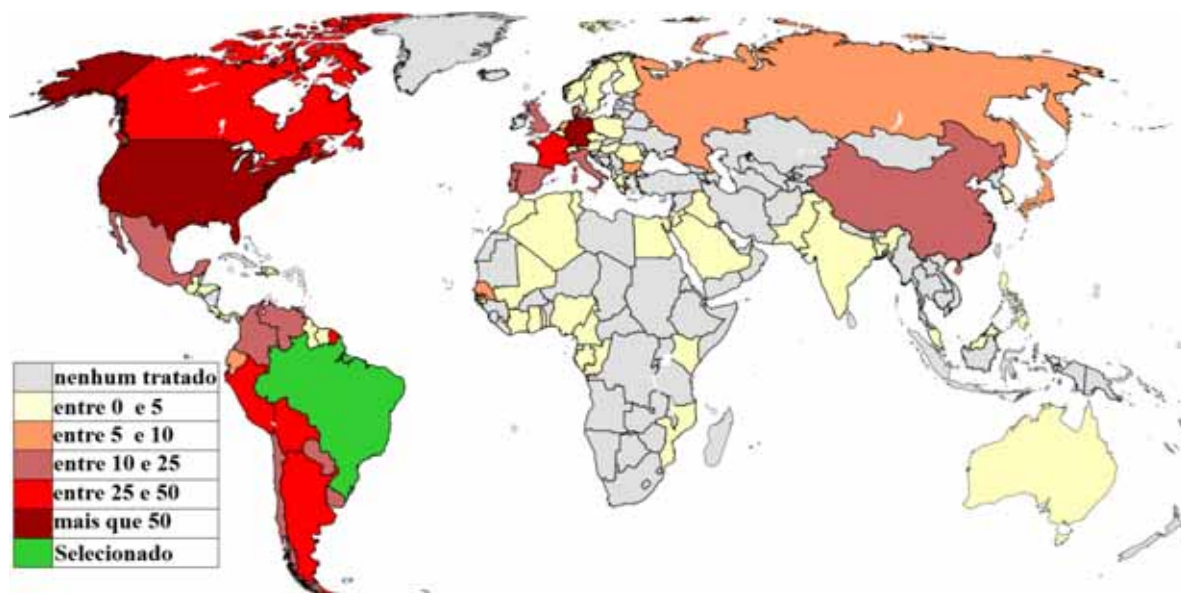 nenhum tratado
entre 0 e 5
entre 5 e 10
entre 10 e 25
entre 25 e 50
mais que 50
Selecionado